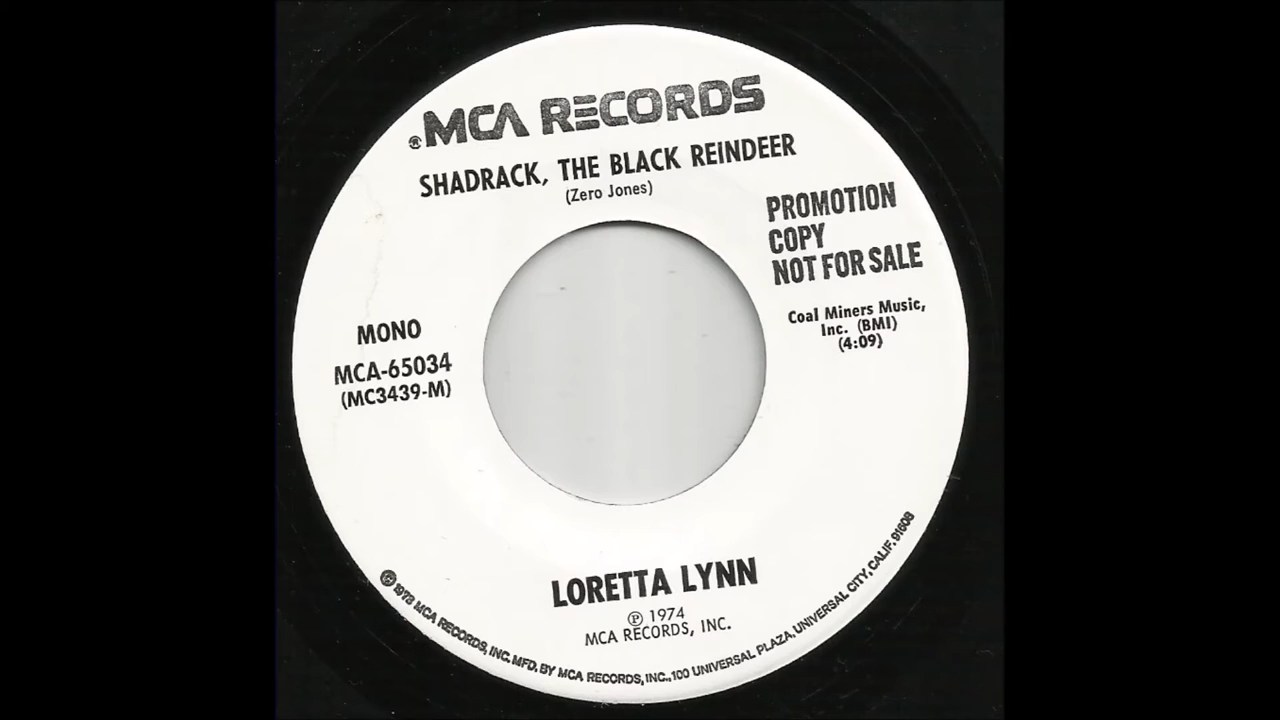 ®MCA RECORDS
SHADRACK, THE BLACK REINDEER
(Zero Jones)
PROMOTION
COPY
NOT FOR SALE
MONO
MCA-65034
(MC3439-M)
Coal Miners Music,
Inc. (BMI)
(4:09)
LORETTA LYNN
℗ 1974
MCA RECORDS, INC.
© 1973 MCA RECORDS, INC. MFD. BY MCA RECORDS, INC., 100 UNIVERSAL PLAZA, UNIVERSAL CITY, CALIF. 91608